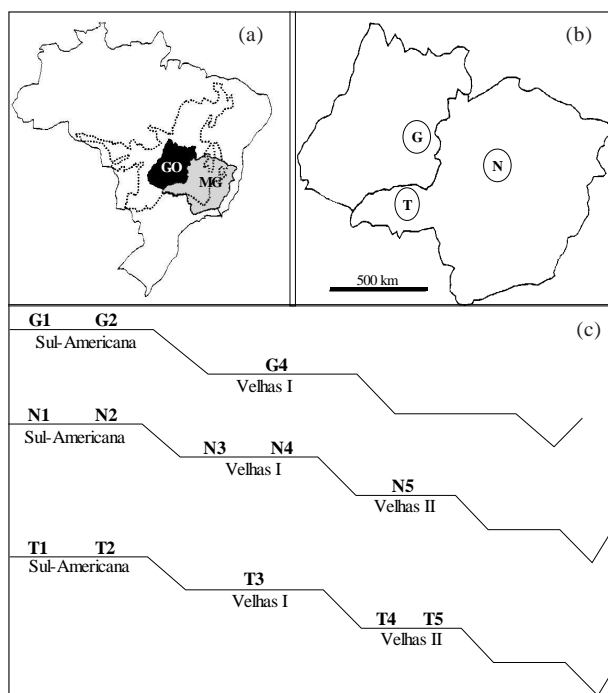 (a)
GO
MG
(b)
G
N
T
500 km
(c)
G1 G2
Sul-Americana
G4
Velhas I
N1 N2
Sul-Americana
N3 N4
Velhas I
N5
Velhas II
T1 T2
Sul-Americana
T3
Velhas I
T4 T5
Velhas II